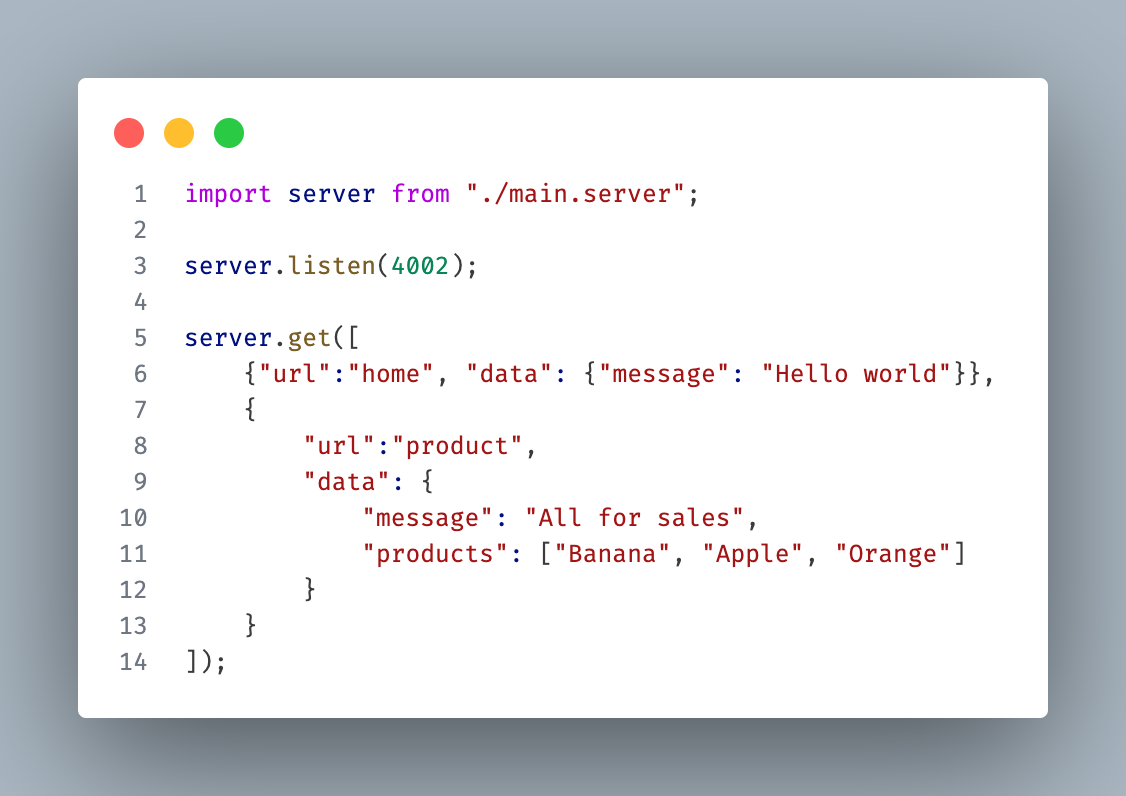 1 import server from "./main.server";
2
3 server.listen(4002);
4
5 server.get([
6     {"url":"home", "data": {"message": "Hello world"}},
7     {
8         "url":"product",
9         "data": {
10             "message": "All for sales",
11             "products": ["Banana", "Apple", "Orange"]
12         }
13     }
14 ]);